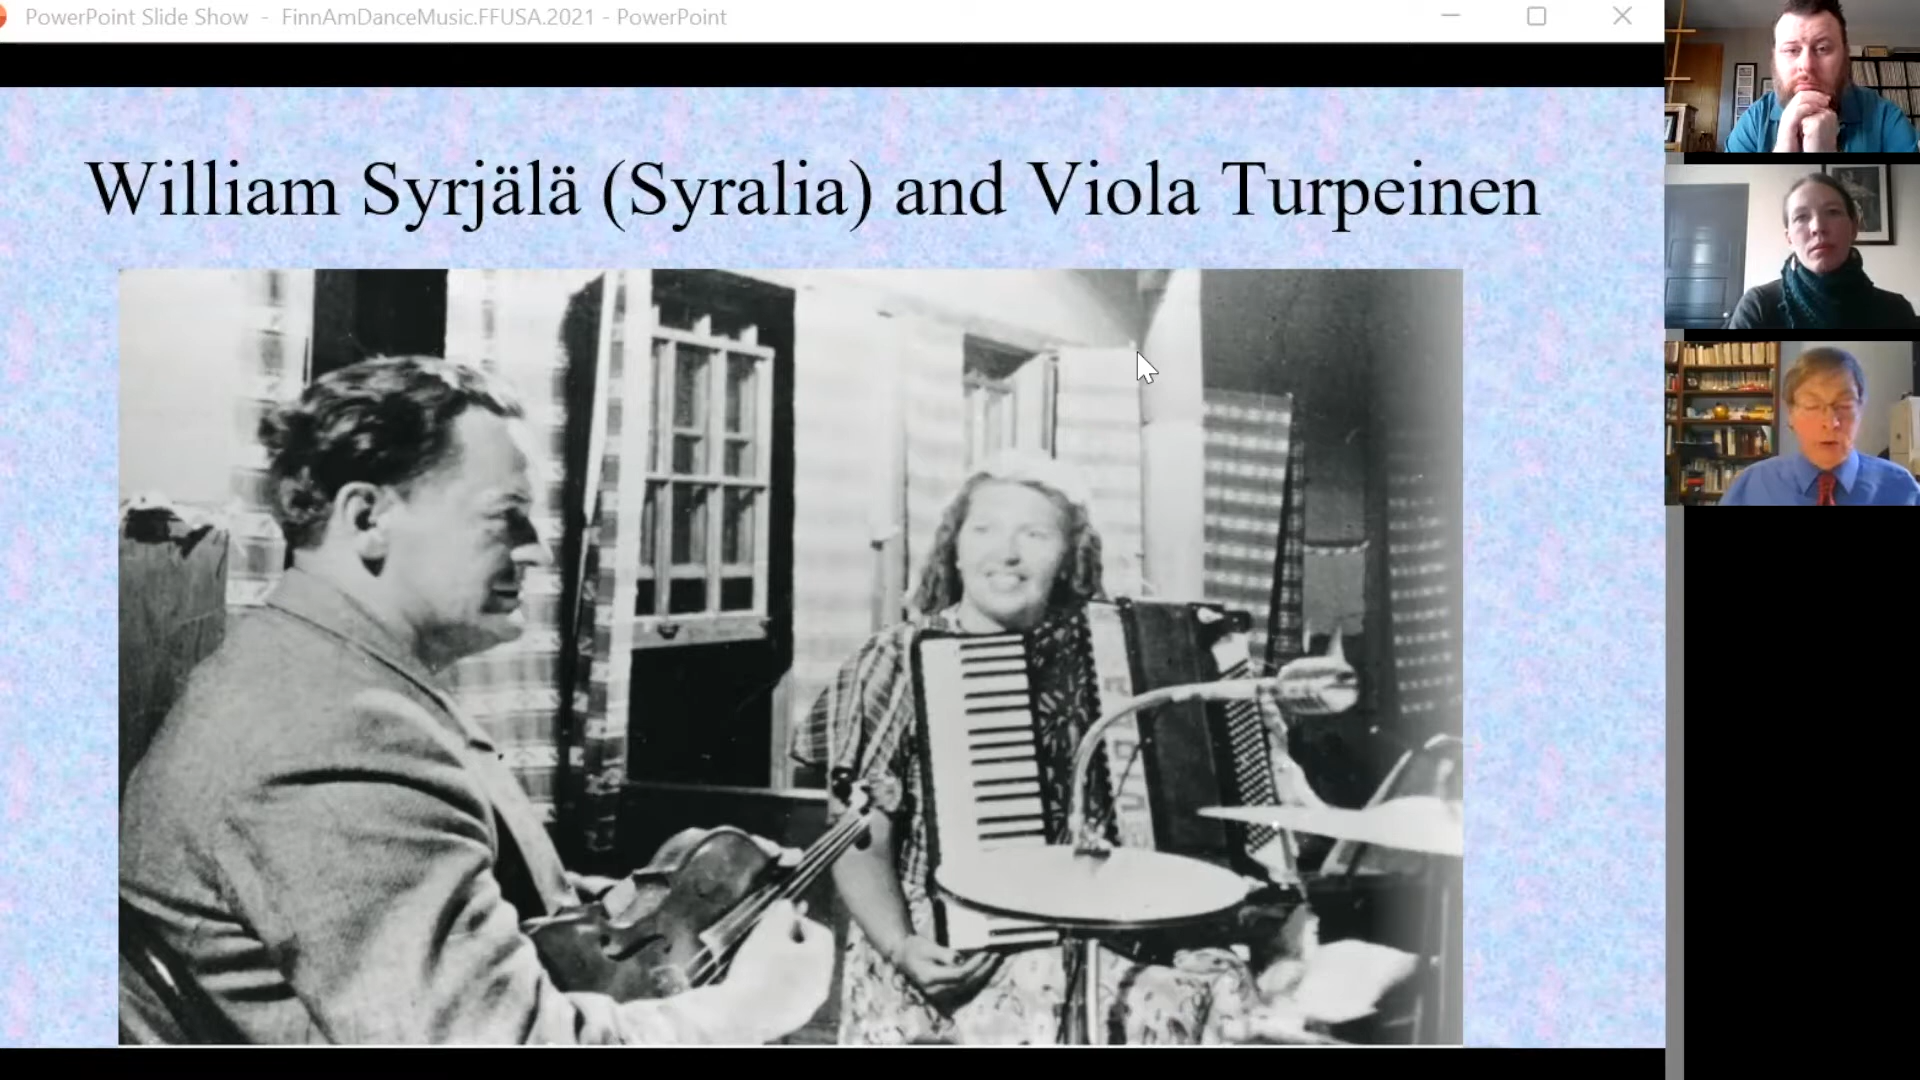 PowerPoint Slide Show - FinnAmDanceMusic.FFUSA.2021 - PowerPoint
William Syrjälä (Syralia) and Viola Turpeinen